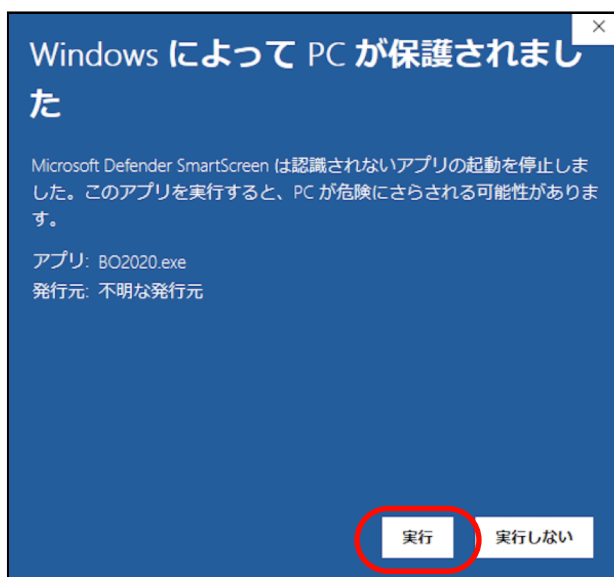 Windows によって PC が保護されまし
た
Microsoft Defender SmartScreen は認識されないアプリの起動を停止しま
した。このアプリを実行すると、PC が危険にさらされる可能性がありま
す。
アプリ: BO2020.exe
発行元: 不明な発行元
実行 実行しない